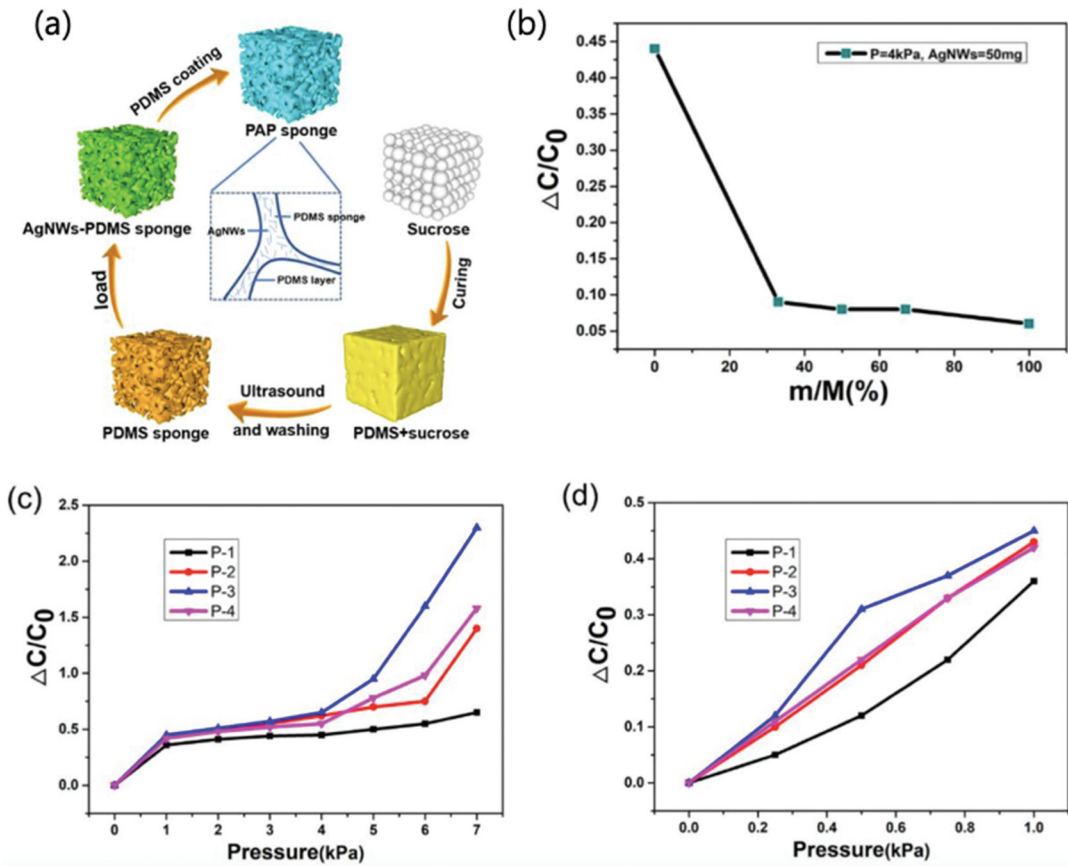 (a)
PDMS coating
PAP sponge
AgNWs-PDMS sponge
Sucrose
AgNWs
PDMS sponge
PDMS layer
load
Curing
Ultrasound
and washing
PDMS sponge
PDMS+sucrose
(b)
P=4kPa, AgNWs=50mg
△C/C0
0.45
0.40
0.35
0.30
0.25
0.20
0.15
0.10
0.05
0 20 40 60 80 100
m/M(%)
(c)
P-1
P-2
P-3
P-4
△C/C0
2.5
2.0
1.5
1.0
0.5
0.0
0 1 2 3 4 5 6 7
Pressure(kPa)
(d)
P-1
P-2
P-3
P-4
△C/C0
0.5
0.4
0.3
0.2
0.1
0.0
0.0 0.2 0.4 0.6 0.8 1.0
Pressure(kPa)